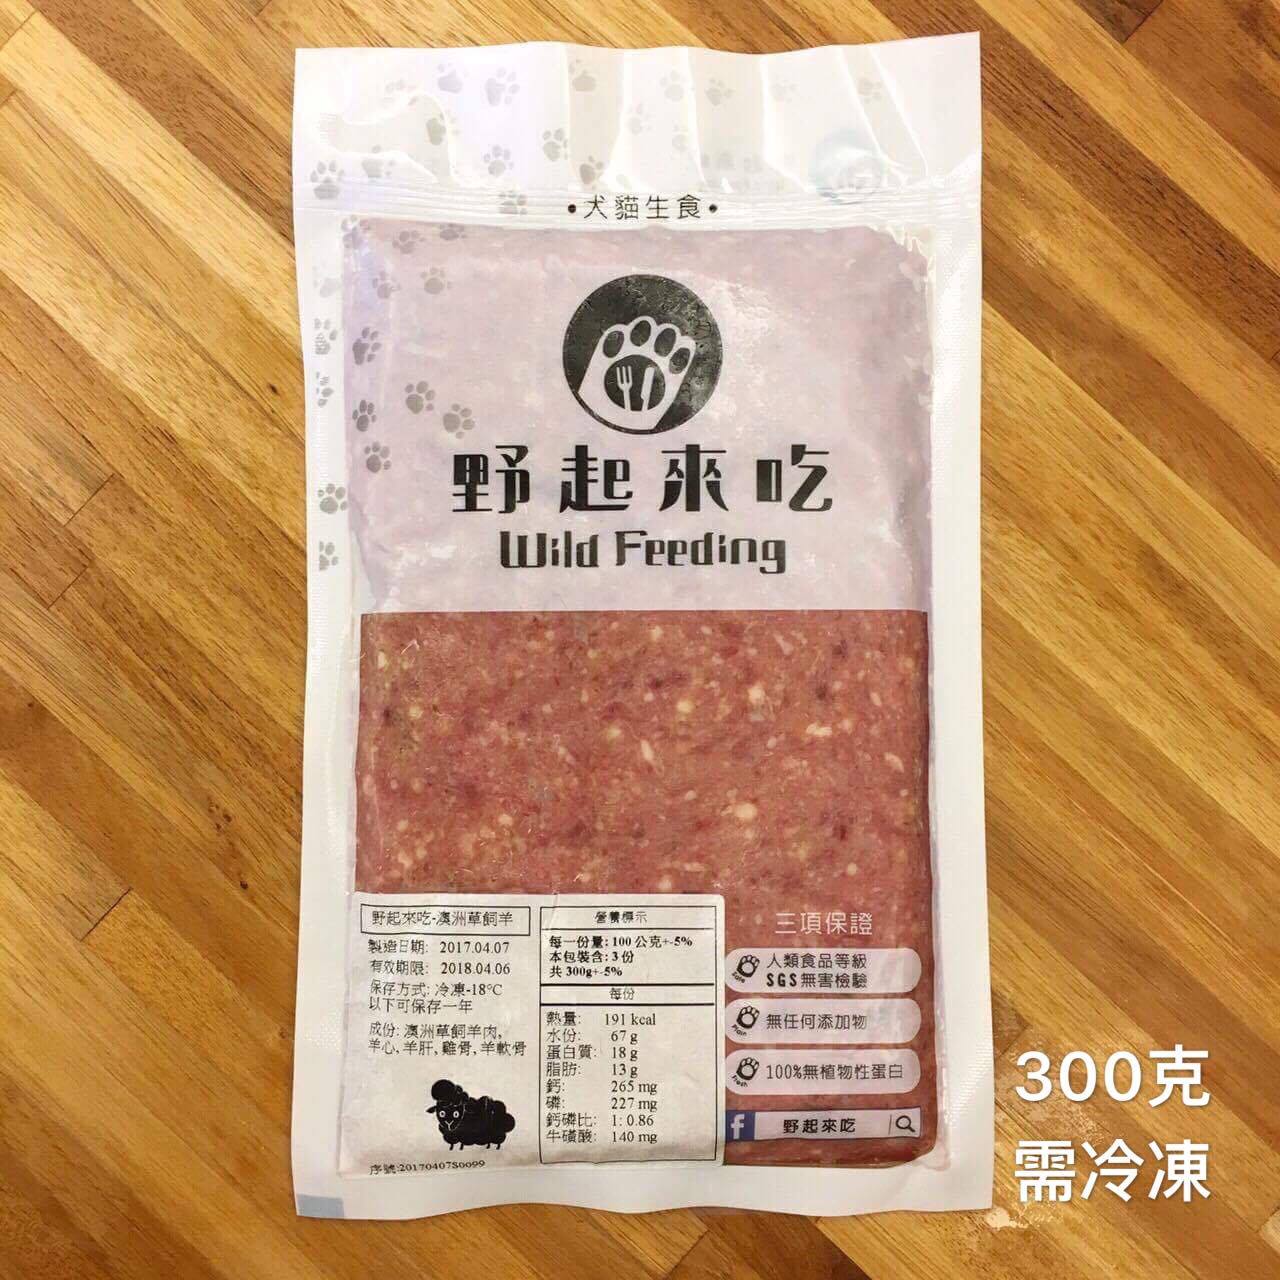 •犬貓生食•
野起來吃
Wild Feeding
野起來吃-澳洲草飼羊
製造日期: 2017.04.07
有效期限: 2018.04.06
保存方式: 冷凍-18°C
以下可保存一年
成份: 澳洲草飼羊肉,
羊心, 羊肝, 雞骨, 羊軟骨
序號:20170407S0099
營養標示
每一份量: 100 公克+-5%
本包裝含: 3 份
共 300g+-5%
每份
熱量: 191 kcal
水份: 67 g
蛋白質: 18 g
脂肪: 13 g
鈣: 265 mg
磷: 227 mg
鈣磷比: 1: 0.86
牛磺酸: 140 mg
三項保證
Safe
人類食品等級
SGS無害檢驗
Plain
無任何添加物
Fresh
100%無植物性蛋白
f 野起來吃
300克
需冷凍